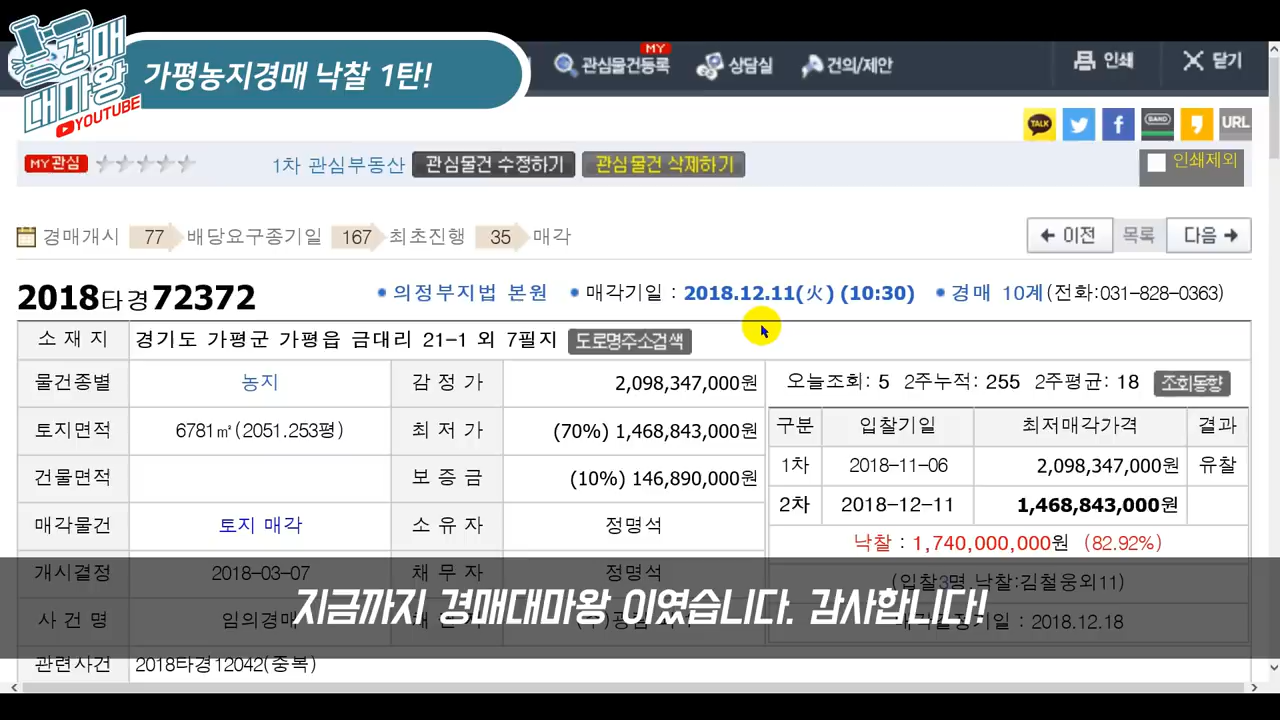 경매
대마왕
YOUTUBE
가평농지경매 낙찰 1탄!
MY
관심물건등록
상담실
건의/제안
인쇄
닫기
TALK
BAND
URL
MY관심
1차 관심부동산
관심물건 수정하기
관심물건 삭제하기
인쇄제외
경매개시 77 배당요구종기일 167 최초진행 35 매각
이전
목록
다음
2018타경72372
• 의정부지법 본원
• 매각기일 : 2018.12.11(火) (10:30)
• 경매 10계(전화:031-828-0363)
소재지 경기도 가평군 가평읍 금대리 21-1 외 7필지 도로명주소검색
물건종별 농지 감정가 2,098,347,000원
오늘조회: 5 2주누적: 255 2주평균: 18 조회동향
토지면적 6781㎡(2051.253평) 최저가 (70%) 1,468,843,000원
구분 입찰기일 최저매각가격 결과
1차 2018-11-06 2,098,347,000원 유찰
건물면적 보증금 (10%) 146,890,000원
2차 2018-12-11 1,468,843,000원
매각물건 토지 매각 소유자 정명석
낙찰 : 1,740,000,000원 (82.92%)
개시결정 2018-03-07 채무자 정명석
(입찰3명,낙찰:김철웅외11)
지금까지 경매대마왕 이였습니다. 감사합니다!
사건명 임의경매
기일 : 2018.12.18
관련사건 2018타경12042(중복)